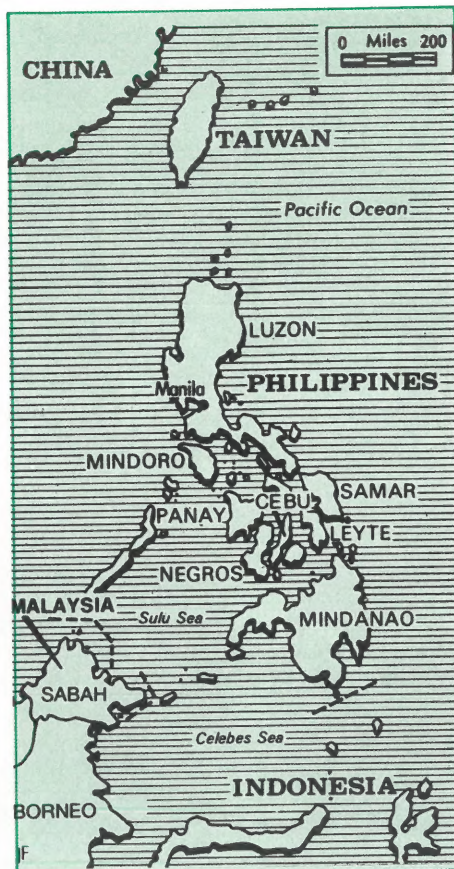 0 Miles 200
CHINA
TAIWAN
Pacific Ocean
LUZON
Manila
PHILIPPINES
MINDORO
SAMAR
CEBU
PANAY
LEYTE
NEGROS
MALAYSIA
Sulu Sea
MINDANAO
SABAH
Celebes Sea
INDONESIA
BORNEO
JF